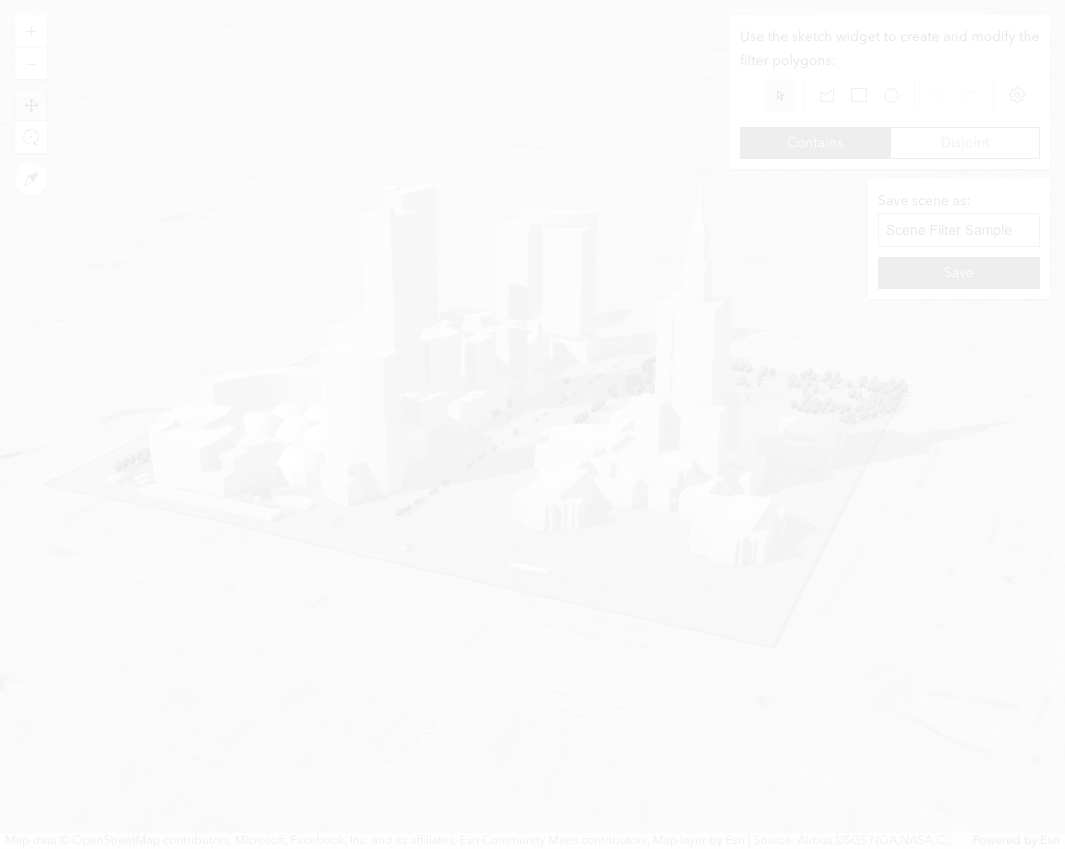 Use the sketch widget to create and modify the
filter polygons:
Contains
Disjoint
Save scene as:
Scene Filter Sample
Save
Map data © OpenStreetMap contributors, Microsoft, Facebook, Inc. and its affiliates, Esri Community Maps contributors, Map layer by Esri | Source: Airbus,USGS,NGA,NASA,C...
Powered by Esri